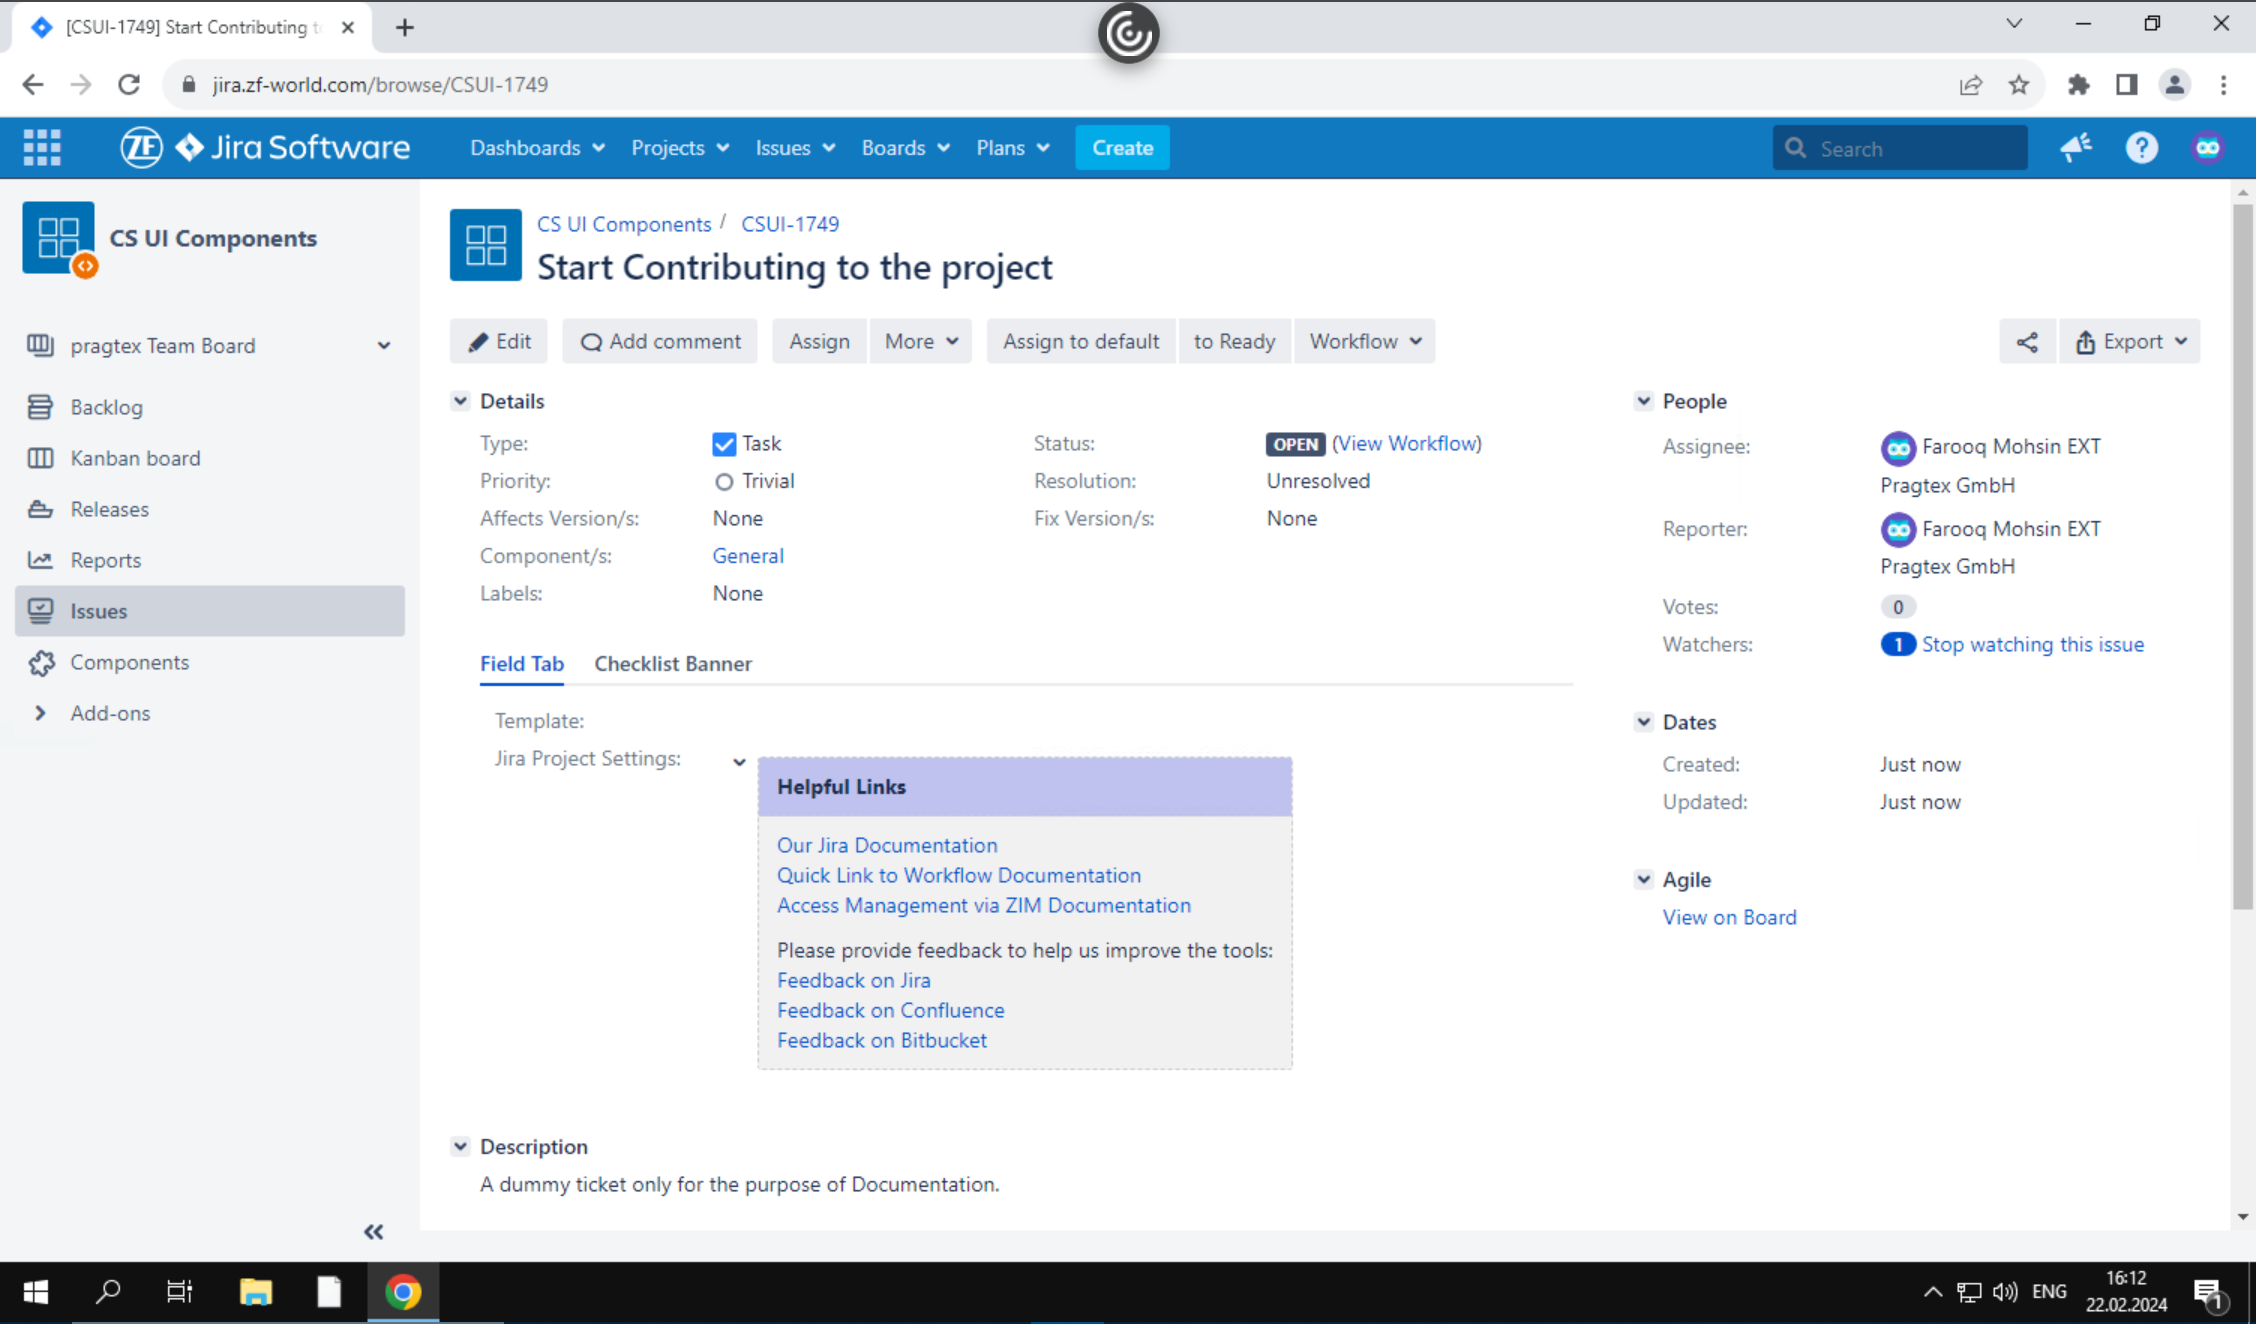 [CSUI-1749] Start Contributing to
jira.zf-world.com/browse/CSUI-1749
ZF Jira Software Dashboards Projects Issues Boards Plans Create Search
CS UI Components
pragtex Team Board
Backlog
Kanban board
Releases
Reports
Issues
Components
Add-ons
CS UI Components / CSUI-1749
Start Contributing to the project
Edit Add comment Assign More Assign to default to Ready Workflow Export
Details
Type: Task
Priority: Trivial
Affects Version/s: None
Component/s: General
Labels: None
Status: OPEN (View Workflow)
Resolution: Unresolved
Fix Version/s: None
Field Tab Checklist Banner
Template:
Jira Project Settings:
Helpful Links
Our Jira Documentation
Quick Link to Workflow Documentation
Access Management via ZIM Documentation
Please provide feedback to help us improve the tools:
Feedback on Jira
Feedback on Confluence
Feedback on Bitbucket
Description
A dummy ticket only for the purpose of Documentation.
People
Assignee: Farooq Mohsin EXT
Pragtex GmbH
Reporter: Farooq Mohsin EXT
Pragtex GmbH
Votes: 0
Watchers: 1 Stop watching this issue
Dates
Created: Just now
Updated: Just now
Agile
View on Board
ENG
16:12
22.02.2024
1